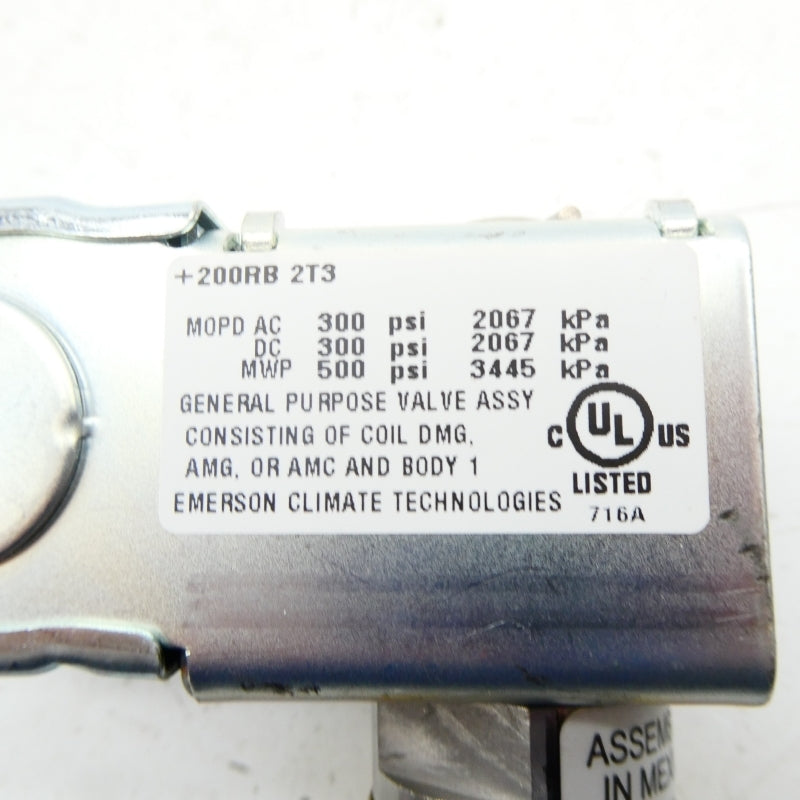 +200RB 2T3
MOPD AC 300 psi 2067 kPa
DC 300 psi 2067 kPa
MWP 500 psi 3445 kPa
GENERAL PURPOSE VALVE ASSY
CONSISTING OF COIL DMG,
AMG, OR AMC AND BODY 1
EMERSON CLIMATE TECHNOLOGIES
C UL US
LISTED
716A
IN